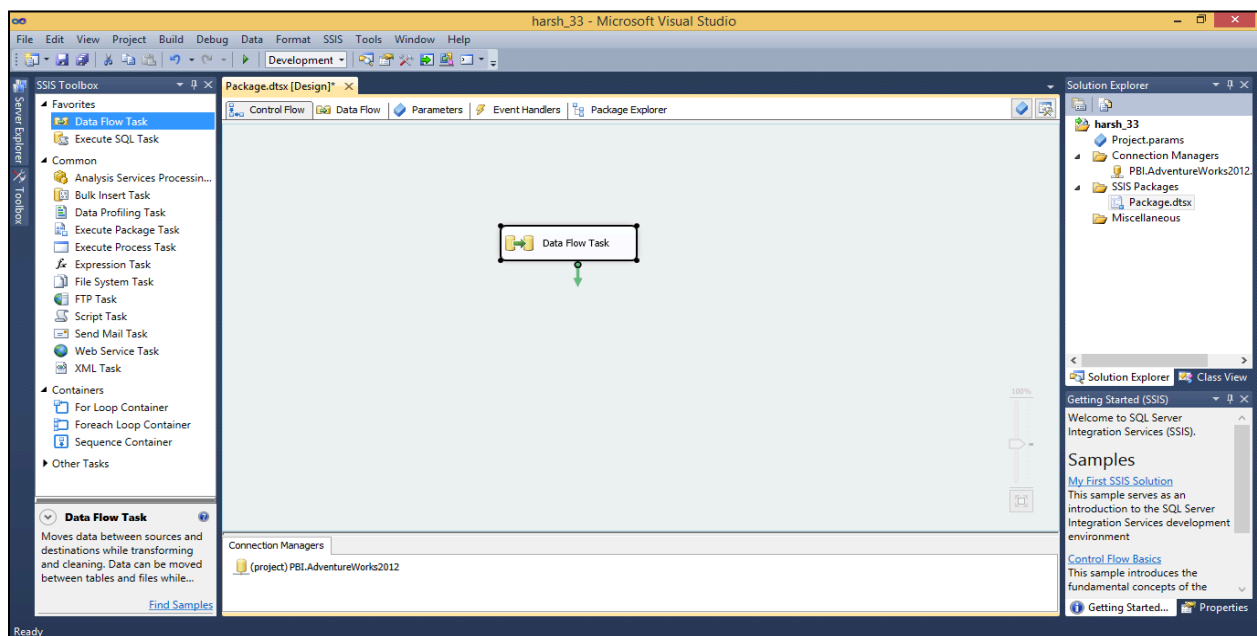 harsh_33 - Microsoft Visual Studio
File Edit View Project Build Debug Data Format SSIS Tools Window Help
Development
Server Explorer
Toolbox
SSIS Toolbox
Favorites
Data Flow Task
Execute SQL Task
Common
Analysis Services Processin...
Bulk Insert Task
Data Profiling Task
Execute Package Task
Execute Process Task
Expression Task
File System Task
FTP Task
Script Task
Send Mail Task
Web Service Task
XML Task
Containers
For Loop Container
Foreach Loop Container
Sequence Container
Other Tasks
Data Flow Task
Moves data between sources and
destinations while transforming
and cleaning. Data can be moved
between tables and files while...
Find Samples
Package.dtsx [Design]*
Control Flow Data Flow Parameters Event Handlers Package Explorer
Data Flow Task
100%
Connection Managers
(project) PBI.AdventureWorks2012
Solution Explorer
harsh_33
Project.params
Connection Managers
PBI.AdventureWorks2012.
SSIS Packages
Package.dtsx
Miscellaneous
Solution Explorer Class View
Getting Started (SSIS)
Welcome to SQL Server
Integration Services (SSIS).
Samples
My First SSIS Solution
This sample serves as an
introduction to the SQL Server
Integration Services development
environment
Control Flow Basics
This sample introduces the
fundamental concepts of the
Getting Started... Properties
Ready